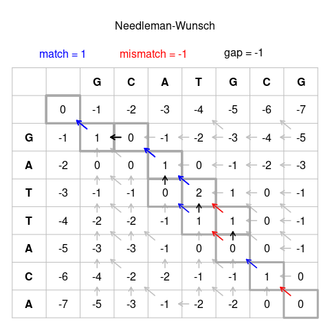 Needleman-Wunsch
match = 1 mismatch = -1 gap = -1
G C A T G C G
0 -1 -2 -3 -4 -5 -6 -7
G -1 1 0 -1 -2 -3 -4 -5
A -2 0 0 1 0 -1 -2 -3
T -3 -1 -1 0 2 1 0 -1
T -4 -2 -2 -1 1 1 0 -1
A -5 -3 -3 -1 0 0 0 -1
C -6 -4 -2 -2 -1 -1 1 0
A -7 -5 -3 -1 -2 -2 0 0